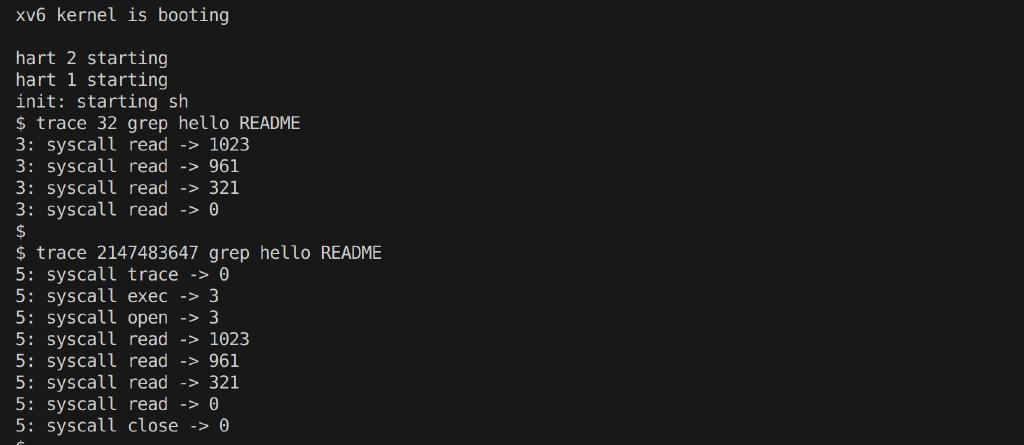 xv6 kernel is booting
hart 2 starting
hart 1 starting
init: starting sh
$ trace 32 grep hello README
3: syscall read -> 1023
3: syscall read -> 961
3: syscall read -> 321
3: syscall read -> 0
$
$ trace 2147483647 grep hello README
5: syscall trace -> 0
5: syscall exec -> 3
5: syscall open -> 3
5: syscall read -> 1023
5: syscall read -> 961
5: syscall read -> 321
5: syscall read -> 0
5: syscall close -> 0
$